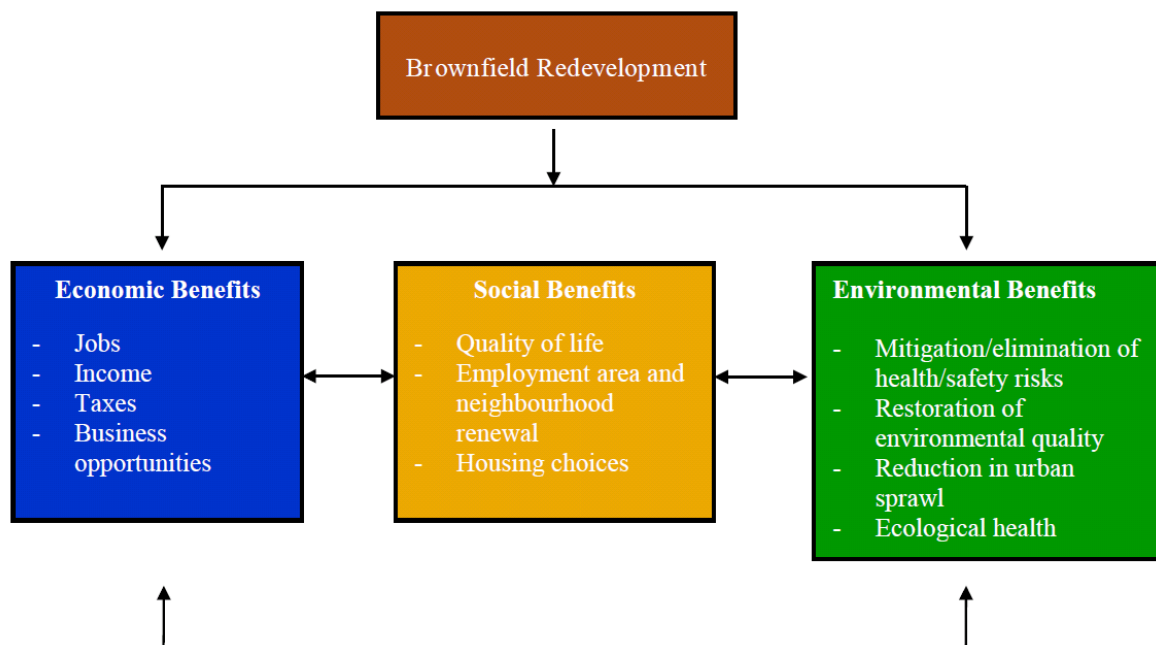 Brownfield Redevelopment
Economic Benefits
- Jobs
- Income
- Taxes
- Business
opportunities
Social Benefits
- Quality of life
- Employment area and
neighbourhood
renewal
- Housing choices
Environmental Benefits
- Mitigation/elimination of
health/safety risks
- Restoration of
environmental quality
- Reduction in urban
sprawl
- Ecological health